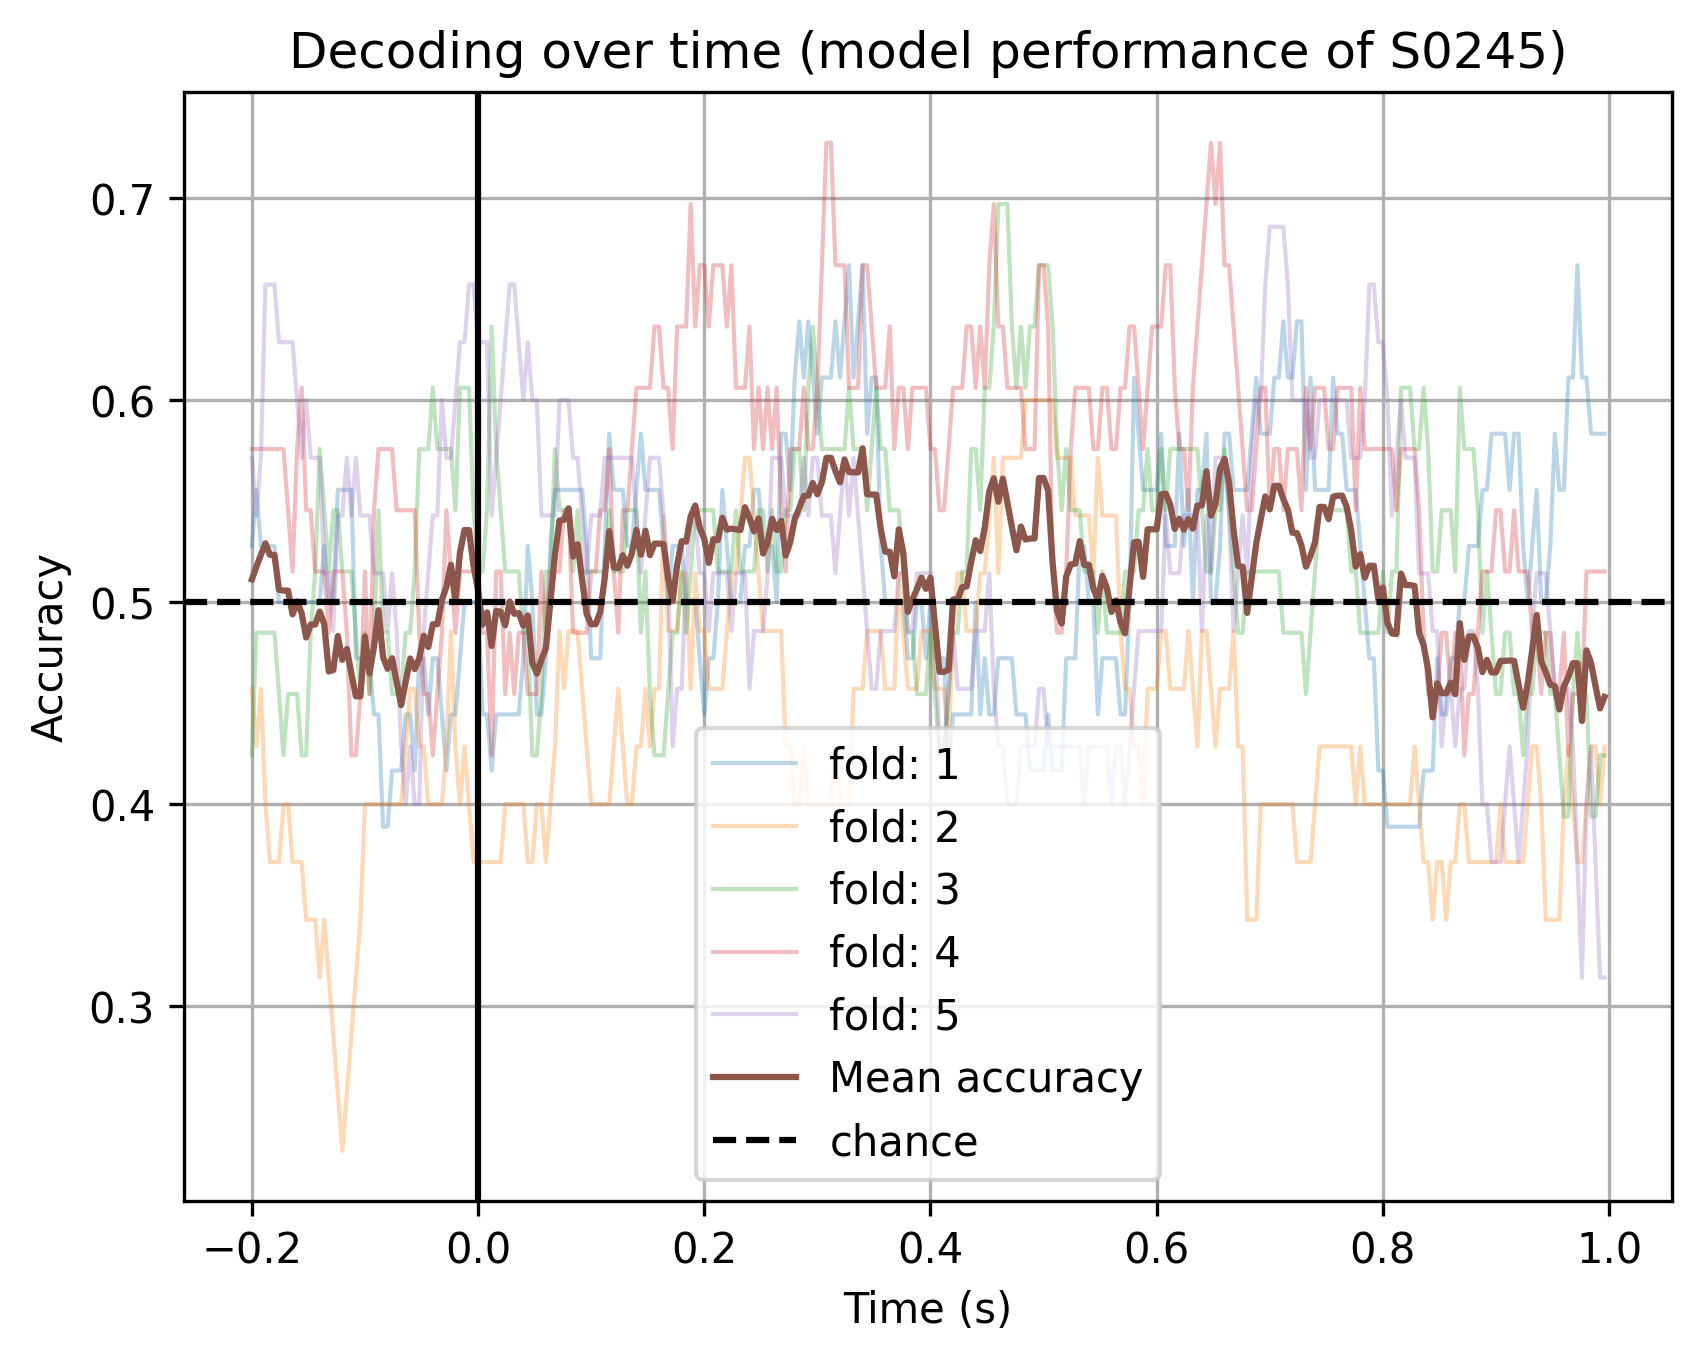 Decoding over time (model performance of S0245)
Accuracy
0.7
0.6
0.5
0.4
0.3
fold: 1
fold: 2
fold: 3
fold: 4
fold: 5
Mean accuracy
chance
−0.2 0.0 0.2 0.4 0.6 0.8 1.0
Time (s)